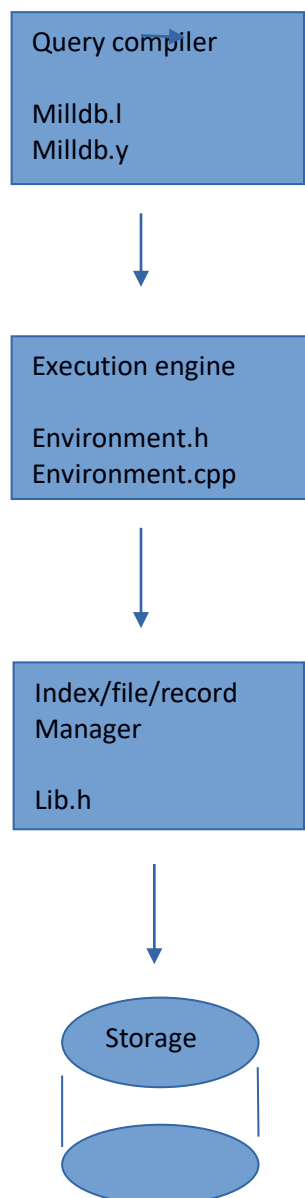 Query compiler
Milldb.l
Milldb.y
Execution engine
Environment.h
Environment.cpp
Index/file/record
Manager
Lib.h
Storage